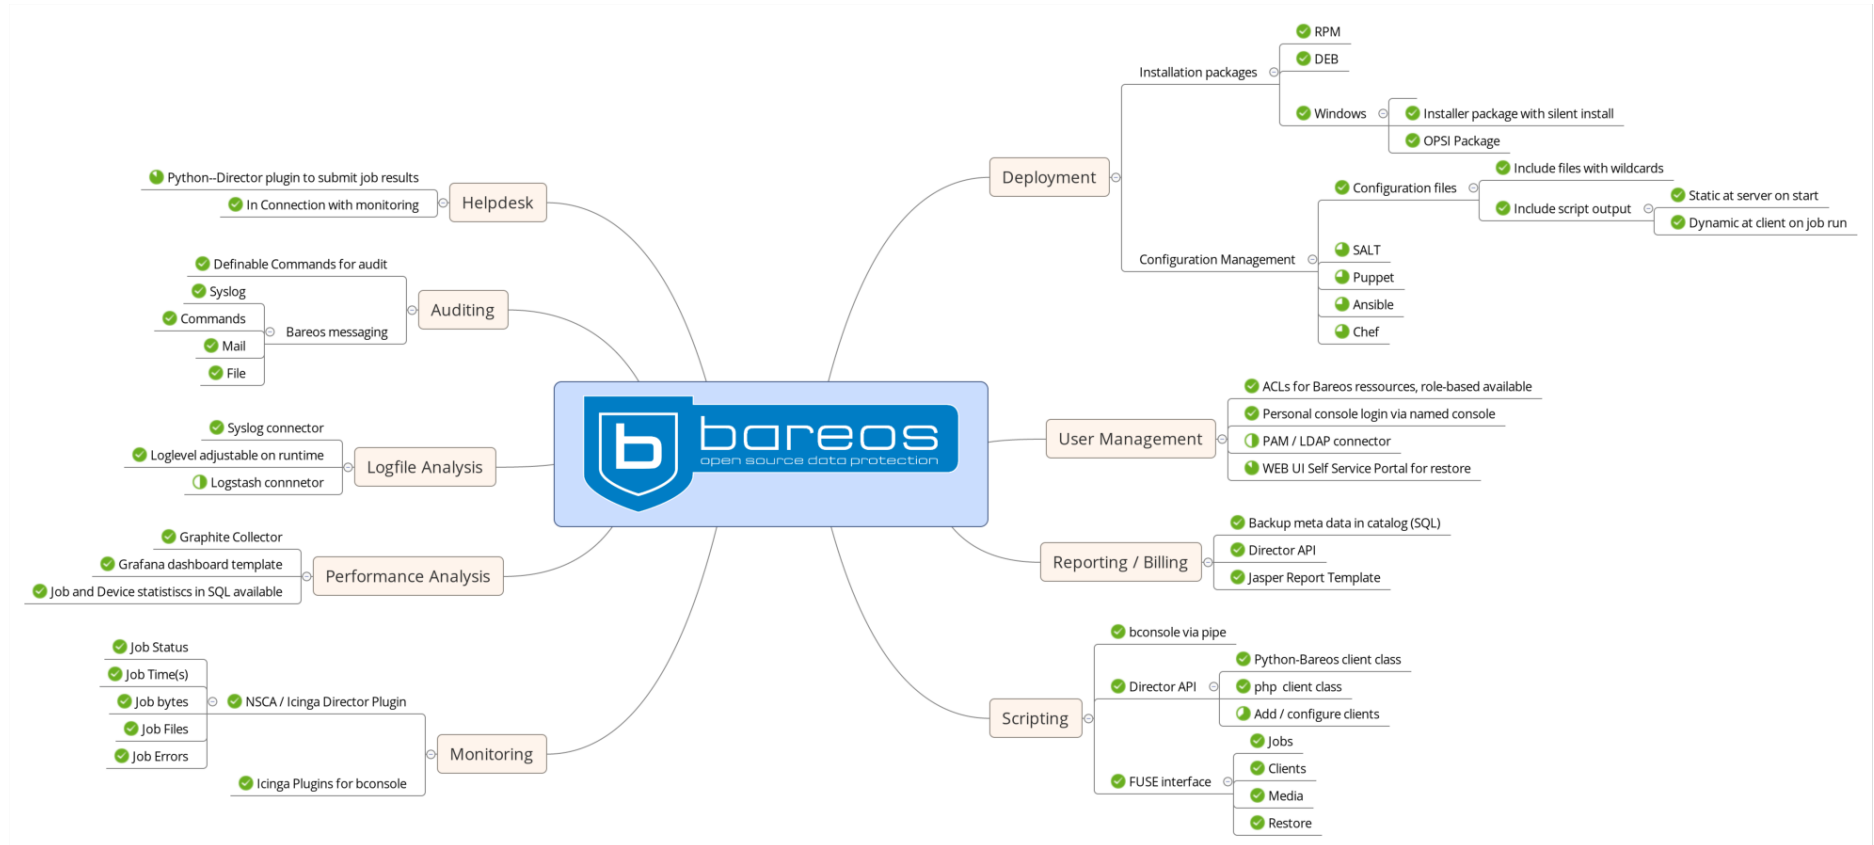 bareos
open source data protection
Helpdesk
Python--Director plugin to submit job results
In Connection with monitoring
Auditing
Definable Commands for audit
Bareos messaging
Syslog
Commands
Mail
File
Logfile Analysis
Syslog connector
Loglevel adjustable on runtime
Logstash connnetor
Performance Analysis
Graphite Collector
Grafana dashboard template
Job and Device statistiscs in SQL available
Monitoring
NSCA / Icinga Director Plugin
Job Status
Job Time(s)
Job bytes
Job Files
Job Errors
Icinga Plugins for bconsole
Deployment
Installation packages
RPM
DEB
Windows
Installer package with silent install
OPSI Package
Configuration Management
Configuration files
Include files with wildcards
Include script output
Static at server on start
Dynamic at client on job run
SALT
Puppet
Ansible
Chef
User Management
ACLs for Bareos ressources, role-based available
Personal console login via named console
PAM / LDAP connector
WEB UI Self Service Portal for restore
Reporting / Billing
Backup meta data in catalog (SQL)
Director API
Jasper Report Template
Scripting
bconsole via pipe
Director API
Python-Bareos client class
php client class
Add / configure clients
FUSE interface
Jobs
Clients
Media
Restore